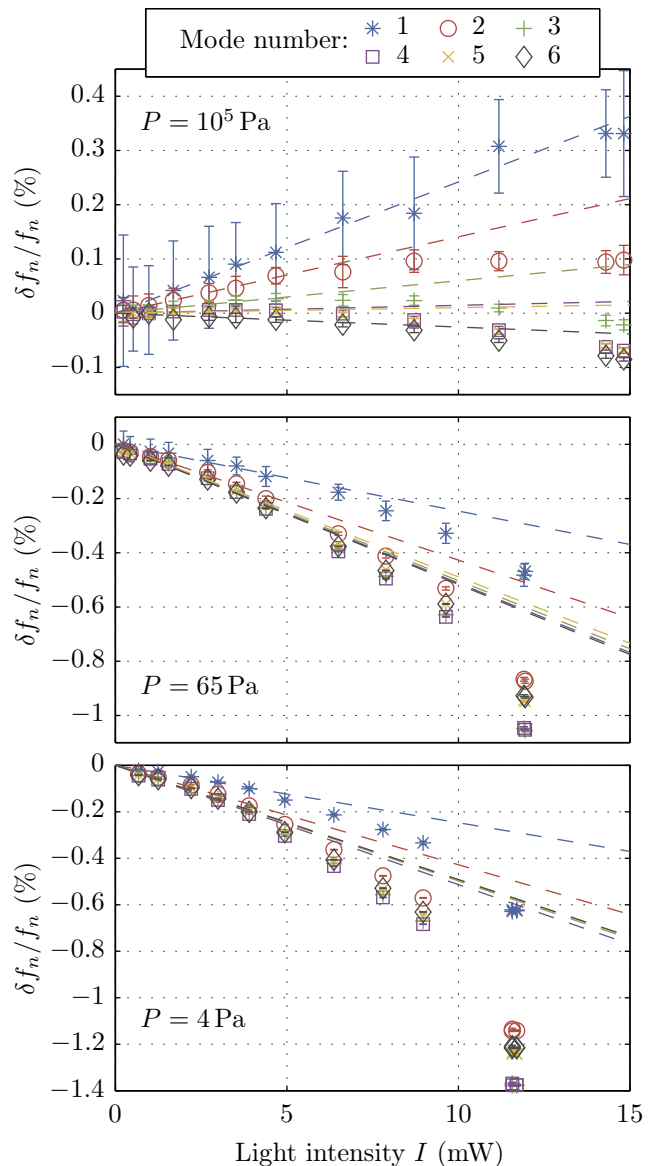 Mode number: 1 2 3
4 5 6
0.4
0.3
0.2
0.1
0
−0.1
δfₙ/fₙ (%)
P = 10⁵ Pa
0
−0.2
−0.4
−0.6
−0.8
−1
δfₙ/fₙ (%)
P = 65 Pa
0
−0.2
−0.4
−0.6
−0.8
−1
−1.2
−1.4
δfₙ/fₙ (%)
P = 4 Pa
0 5 10 15
Light intensity I (mW)